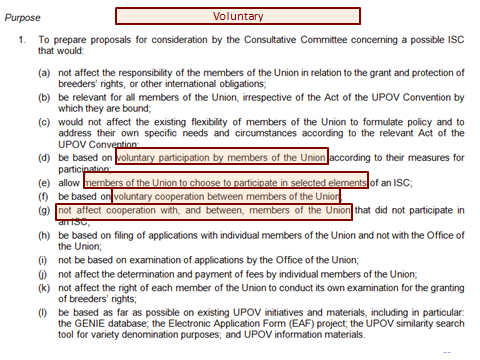 Voluntary
Purpose
1. To prepare proposals for consideration by the Consultative Committee concerning a possible ISC
that would:
(a) not affect the responsibility of the members of the Union in relation to the grant and protection of
breeders' rights, or other international obligations;
(b) be relevant for all members of the Union, irrespective of the Act of the UPOV Convention by
which they are bound;
(c) would not affect the existing flexibility of members of the Union to formulate policy and to
address their own specific needs and circumstances according to the relevant Act of the
UPOV Convention;
(d) be based on voluntary participation by members of the Union according to their measures for
participation;
(e) allow members of the Union to choose to participate in selected elements of an ISC;
(f) be based on voluntary cooperation between members of the Union;
(g) not affect cooperation with, and between, members of the Union that did not participate in
an ISC;
(h) be based on filing of applications with individual members of the Union and not with the Office of
the Union;
(i) not be based on examination of applications by the Office of the Union;
(j) not affect the determination and payment of fees by individual members of the Union;
(k) not affect the right of each member of the Union to conduct its own examination for the granting
of breeders' rights;
(l) be based as far as possible on existing UPOV initiatives and materials, including in particular:
the GENIE database; the Electronic Application Form (EAF) project; the UPOV similarity search
tool for variety denomination purposes; and UPOV information materials.